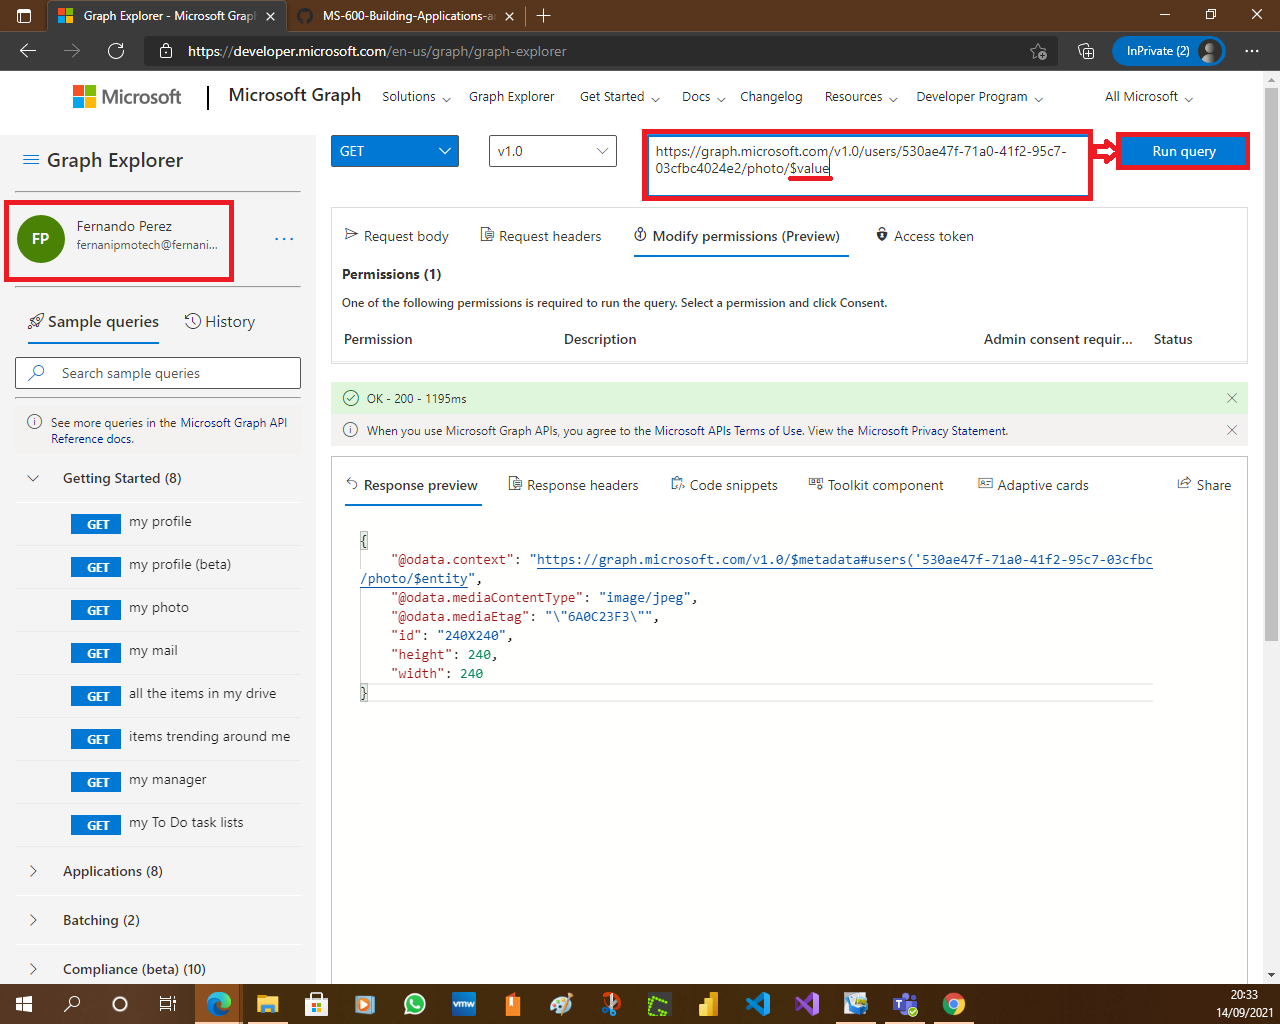 Graph Explorer - Microsoft Graph
MS-600-Building-Applications-a
https://developer.microsoft.com/en-us/graph/graph-explorer
InPrivate (2)
Microsoft
Microsoft Graph
Solutions
Graph Explorer
Get Started
Docs
Changelog
Resources
Developer Program
All Microsoft
Graph Explorer
GET
v1.0
https://graph.microsoft.com/v1.0/users/530ae47f-71a0-41f2-95c7-
03cfbc4024e2/photo/$value
Run query
FP
Fernando Perez
fernanipmotech@fernani...
Request body
Request headers
Modify permissions (Preview)
Access token
Permissions (1)
One of the following permissions is required to run the query. Select a permission and click Consent.
Permission
Description
Admin consent requir...
Status
Sample queries
History
Search sample queries
See more queries in the Microsoft Graph API
Reference docs.
OK - 200 - 1195ms
When you use Microsoft Graph APIs, you agree to the Microsoft APIs Terms of Use. View the Microsoft Privacy Statement.
Getting Started (8)
GET my profile
GET my profile (beta)
GET my photo
GET my mail
GET all the items in my drive
GET items trending around me
GET my manager
GET my To Do task lists
Applications (8)
Batching (2)
Compliance (beta) (10)
Response preview
Response headers
Code snippets
Toolkit component
Adaptive cards
Share
{
"@odata.context": "https://graph.microsoft.com/v1.0/$metadata#users('530ae47f-71a0-41f2-95c7-03cfbc
/photo/$entity",
"@odata.mediaContentType": "image/jpeg",
"@odata.mediaEtag": "\"6A0C23F3\"",
"id": "240X240",
"height": 240,
"width": 240
}
vmw
20:33
14/09/2021